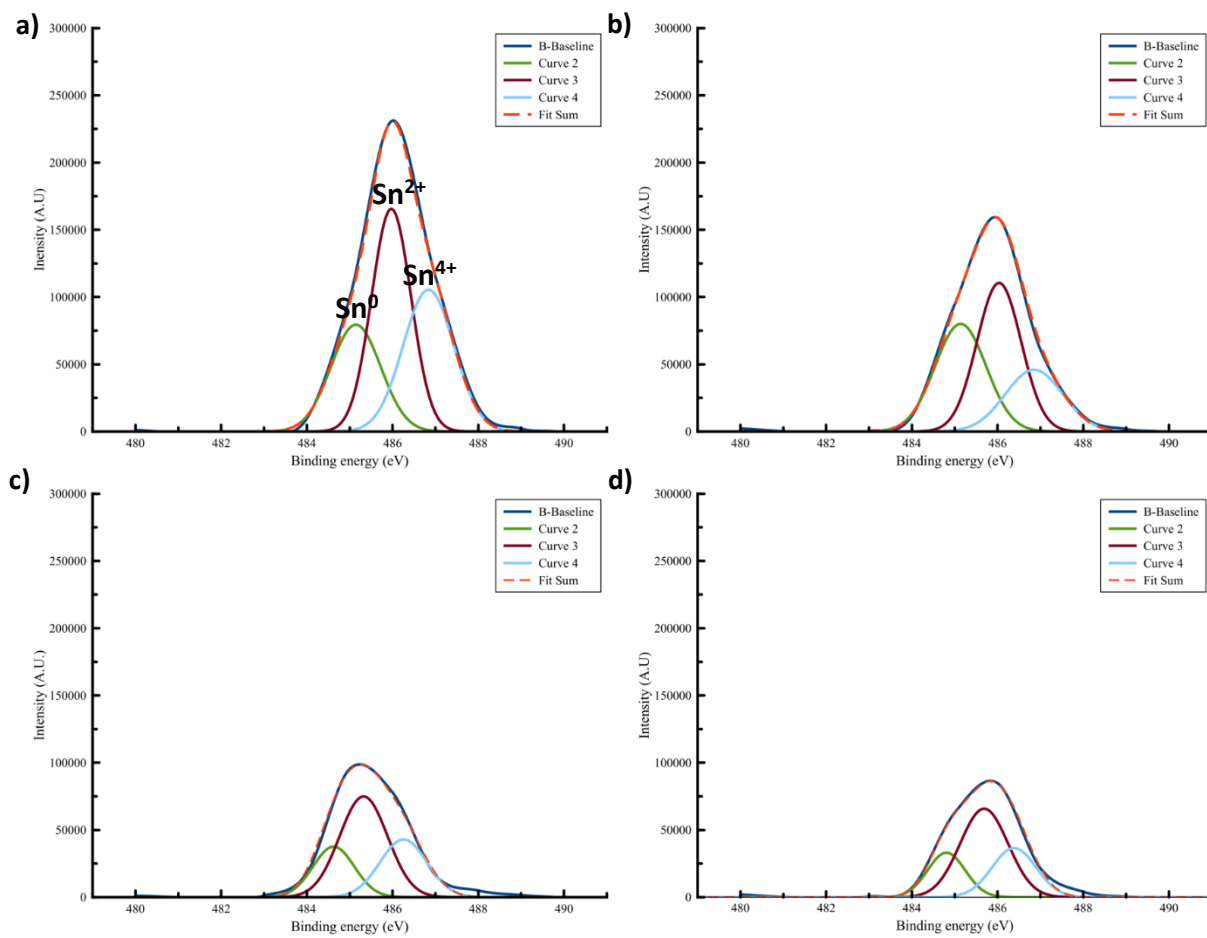 a)
300000
250000
200000
150000
100000
50000
0
Inensity (A.U)
480 482 484 486 488 490
Binding energy (eV)
B-Baseline
Curve 2
Curve 3
Curve 4
Fit Sum
Sn2+
Sn4+
Sn0
b)
300000
250000
200000
150000
100000
50000
0
Intensity (A.U)
480 482 484 486 488 490
Binding energy (eV)
B-Baseline
Curve 2
Curve 3
Curve 4
Fit Sum
c)
300000
250000
200000
150000
100000
50000
0
Intensity (A.U.)
480 482 484 486 488 490
Binding energy (eV)
B-Baseline
Curve 2
Curve 3
Curve 4
Fit Sum
d)
300000
250000
200000
150000
100000
50000
0
Intensity (A.U)
480 482 484 486 488 490
Binding energy (eV)
B-Baseline
Curve 2
Curve 3
Curve 4
Fit Sum